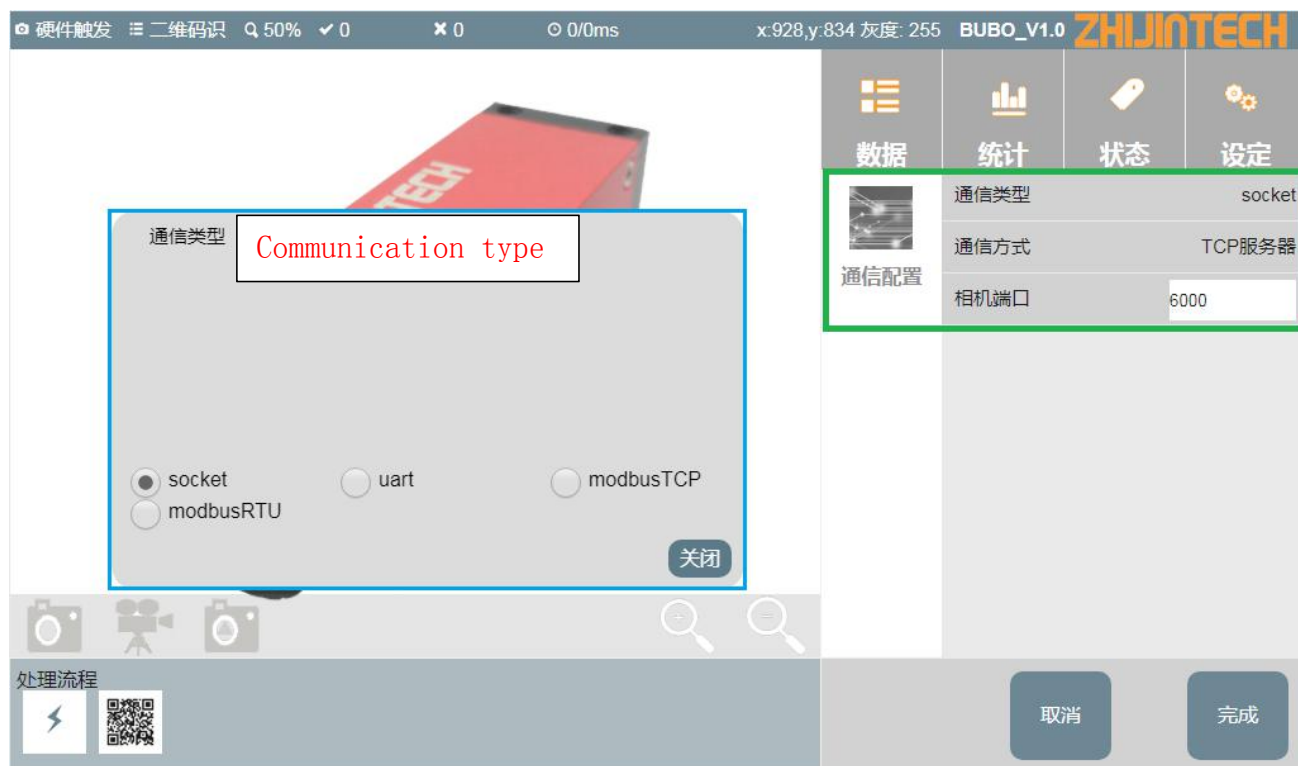 硬件触发 二维码识 50% 0 0 0/0ms x:928,y:834 灰度: 255 BUBO_V1.0 ZHIJINTECH
数据 统计 状态 设定
TECH
通信类型 Communication type
socket uart modbusTCP
modbusRTU
关闭
通信配置
通信类型 socket
通信方式 TCP服务器
相机端口 6000
处理流程
取消 完成